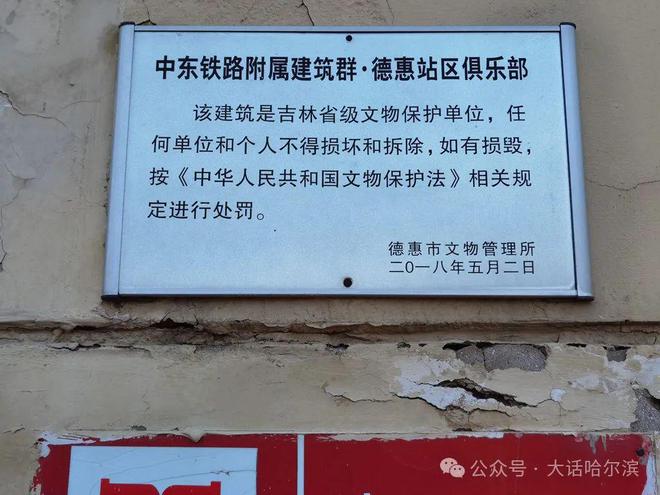 中东铁路附属建筑群·德惠站区俱乐部
该建筑是吉林省级文物保护单位，任
何单位和个人不得损坏和拆除，如有损毁，
按《中华人民共和国文物保护法》相关规
定进行处罚。
德惠市文物管理所
二〇一八年五月二日
公众号·大话哈尔滨